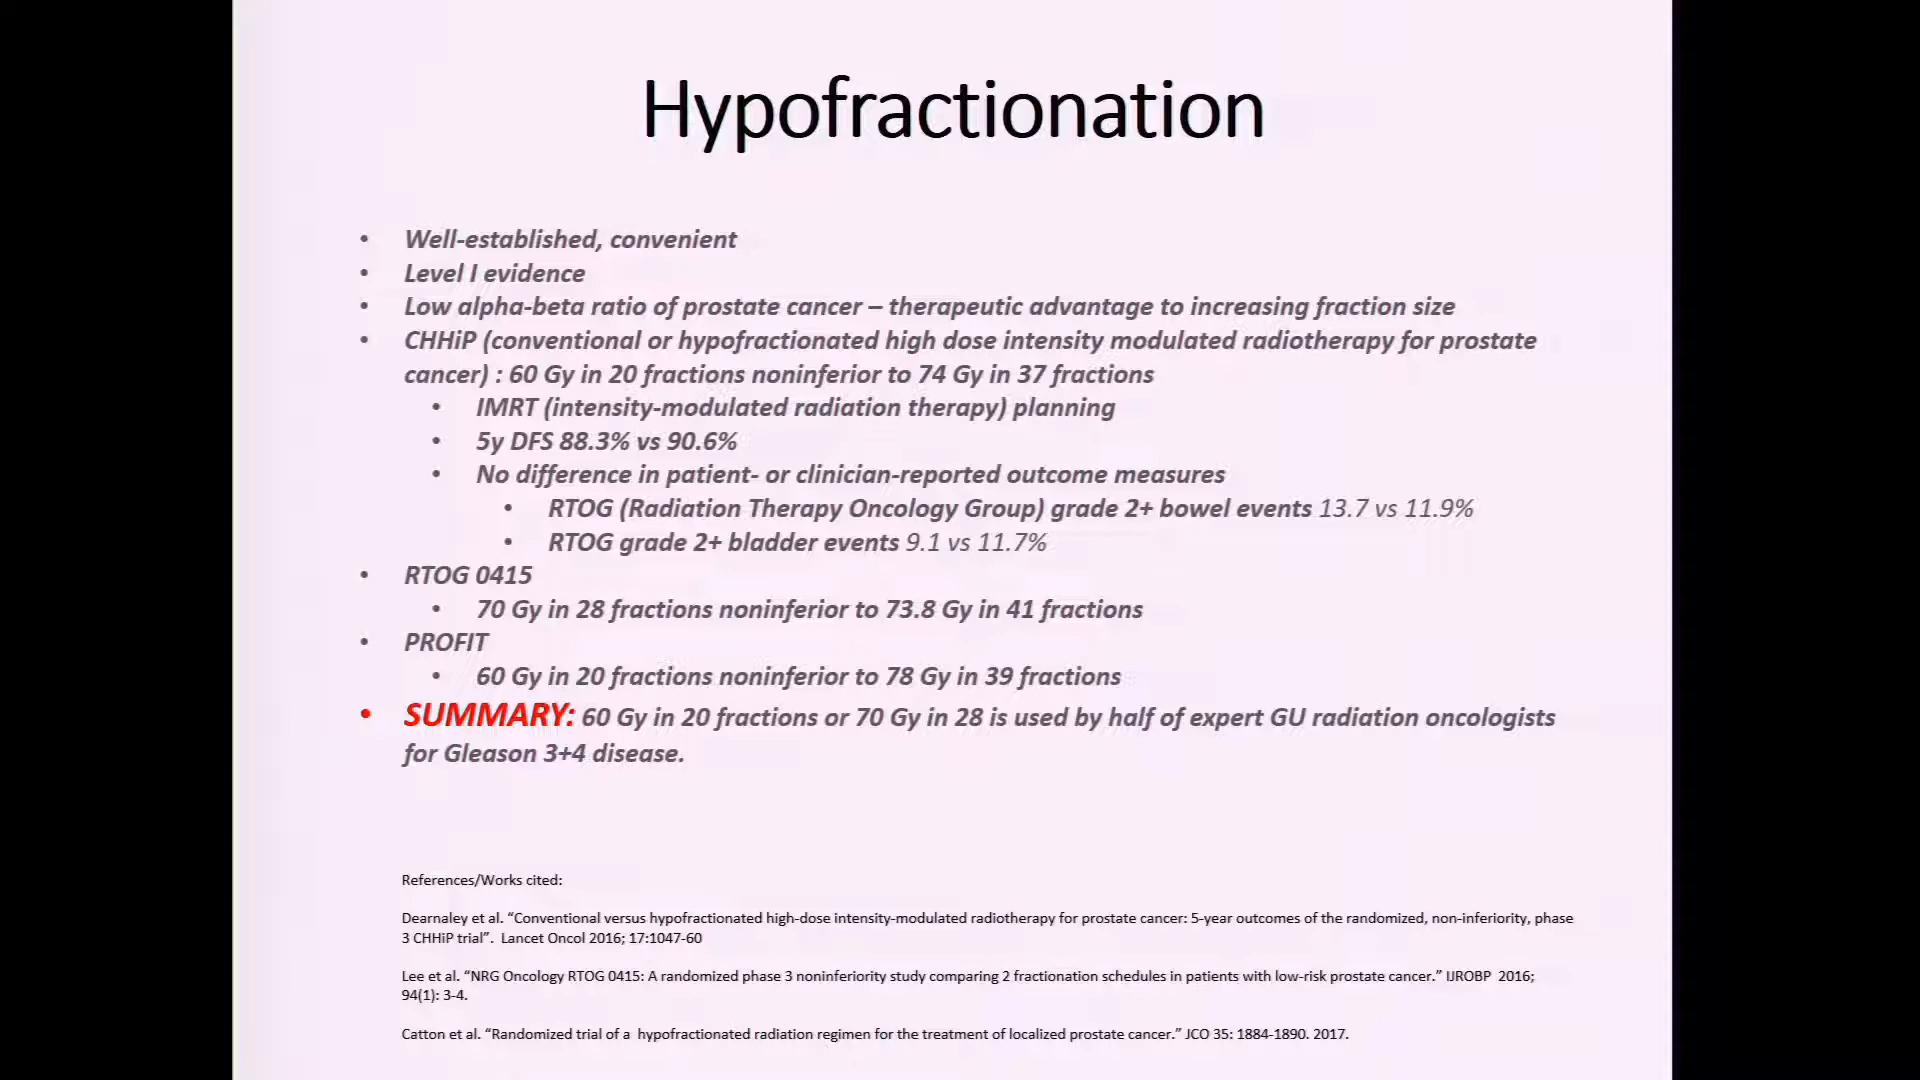 Hypofractionation
• Well-established, convenient
• Level I evidence
• Low alpha-beta ratio of prostate cancer – therapeutic advantage to increasing fraction size
• CHHiP (conventional or hypofractionated high dose intensity modulated radiotherapy for prostate
cancer) : 60 Gy in 20 fractions noninferior to 74 Gy in 37 fractions
• IMRT (intensity-modulated radiation therapy) planning
• 5y DFS 88.3% vs 90.6%
• No difference in patient- or clinician-reported outcome measures
• RTOG (Radiation Therapy Oncology Group) grade 2+ bowel events 13.7 vs 11.9%
• RTOG grade 2+ bladder events 9.1 vs 11.7%
• RTOG 0415
• 70 Gy in 28 fractions noninferior to 73.8 Gy in 41 fractions
• PROFIT
• 60 Gy in 20 fractions noninferior to 78 Gy in 39 fractions
• SUMMARY: 60 Gy in 20 fractions or 70 Gy in 28 is used by half of expert GU radiation oncologists
for Gleason 3+4 disease.
References/Works cited:
Dearnaley et al. “Conventional versus hypofractionated high-dose intensity-modulated radiotherapy for prostate cancer: 5-year outcomes of the randomized, non-inferiority, phase
3 CHHiP trial”. Lancet Oncol 2016; 17:1047-60
Lee et al. “NRG Oncology RTOG 0415: A randomized phase 3 noninferiority study comparing 2 fractionation schedules in patients with low-risk prostate cancer.” IJROBP 2016;
94(1): 3-4.
Catton et al. “Randomized trial of a hypofractionated radiation regimen for the treatment of localized prostate cancer.” JCO 35: 1884-1890. 2017.